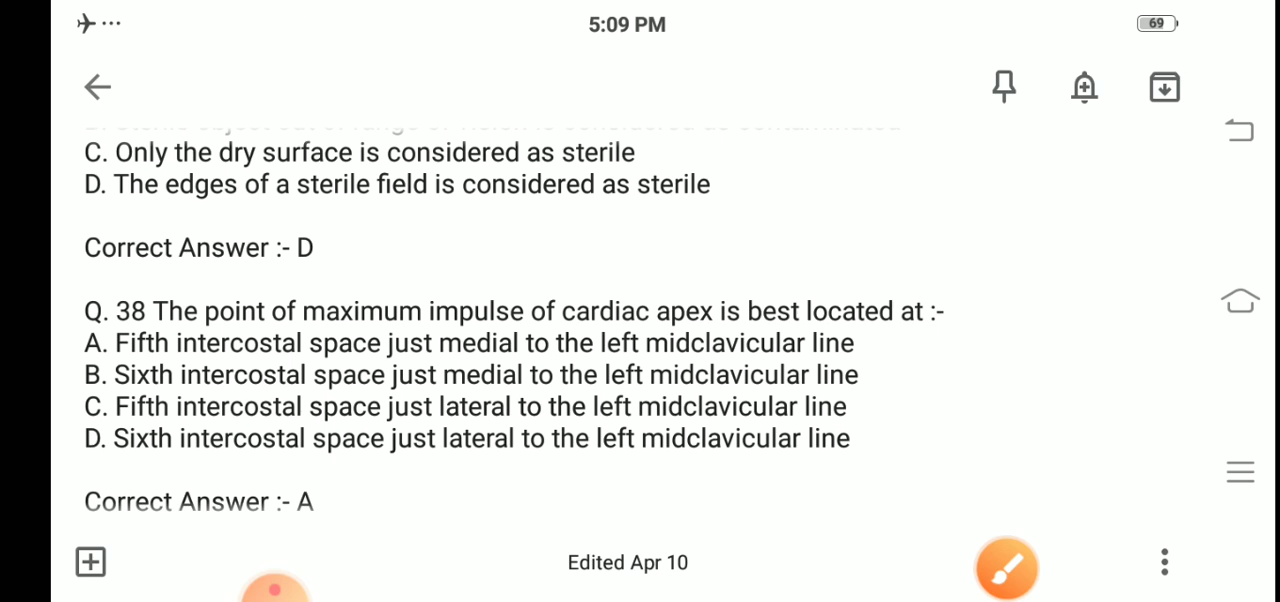 5:09 PM
69
C. Only the dry surface is considered as sterile
D. The edges of a sterile field is considered as sterile
Correct Answer :- D
Q. 38 The point of maximum impulse of cardiac apex is best located at :-
A. Fifth intercostal space just medial to the left midclavicular line
B. Sixth intercostal space just medial to the left midclavicular line
C. Fifth intercostal space just lateral to the left midclavicular line
D. Sixth intercostal space just lateral to the left midclavicular line
Correct Answer :- A
Edited Apr 10